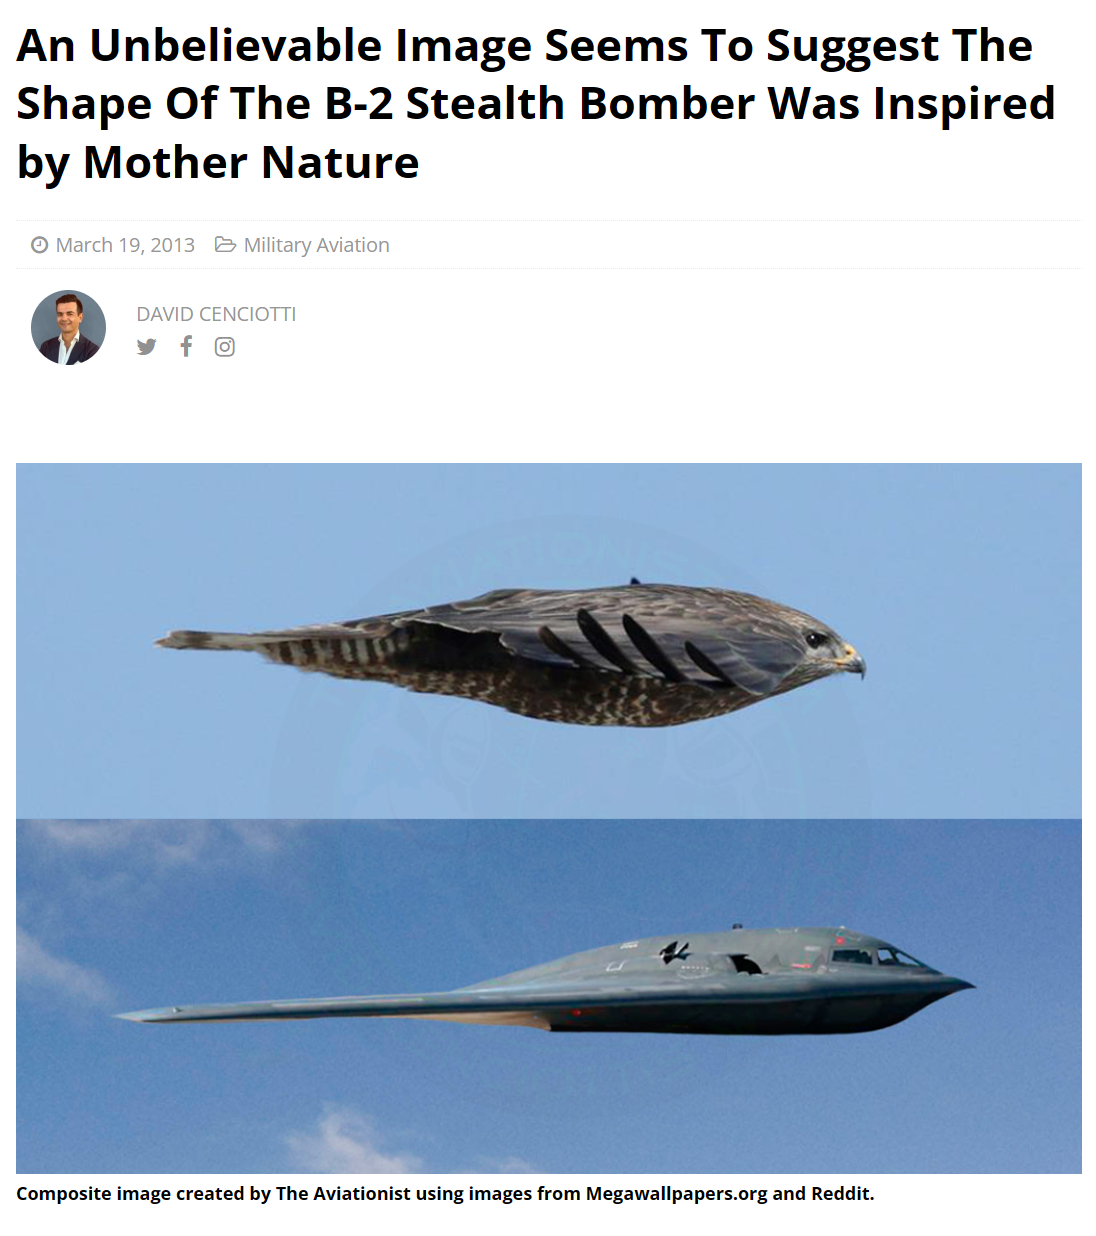 An Unbelievable Image Seems To Suggest The
Shape Of The B-2 Stealth Bomber Was Inspired
by Mother Nature
March 19, 2013 Military Aviation
DAVID CENCIOTTI
Composite image created by The Aviationist using images from Megawallpapers.org and Reddit.